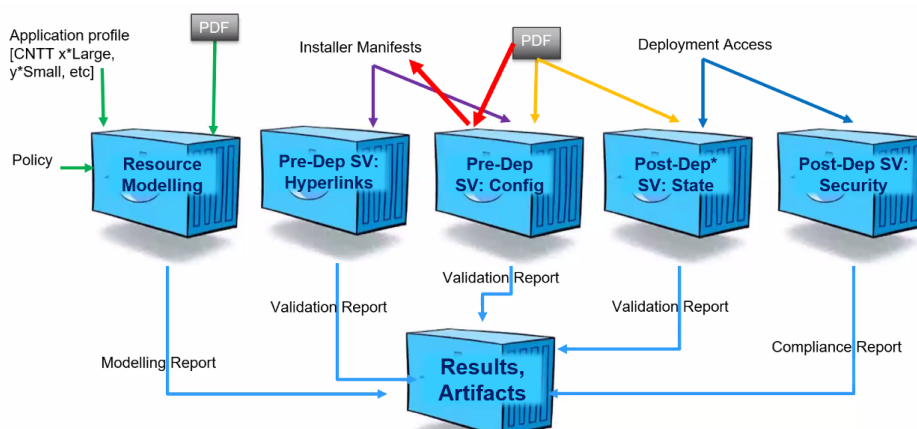 Application profile
[CNTT x*Large,
y*Small, etc]
PDF
Installer Manifests
PDF
Deployment Access
Policy
Resource
Modelling
Pre-Dep SV:
Hyperlinks
Pre-Dep
SV: Config
Post-Dep*
SV: State
Post-Dep SV:
Security
Validation Report
Validation Report
Validation Report
Modelling Report
Compliance Report
Results,
Artifacts